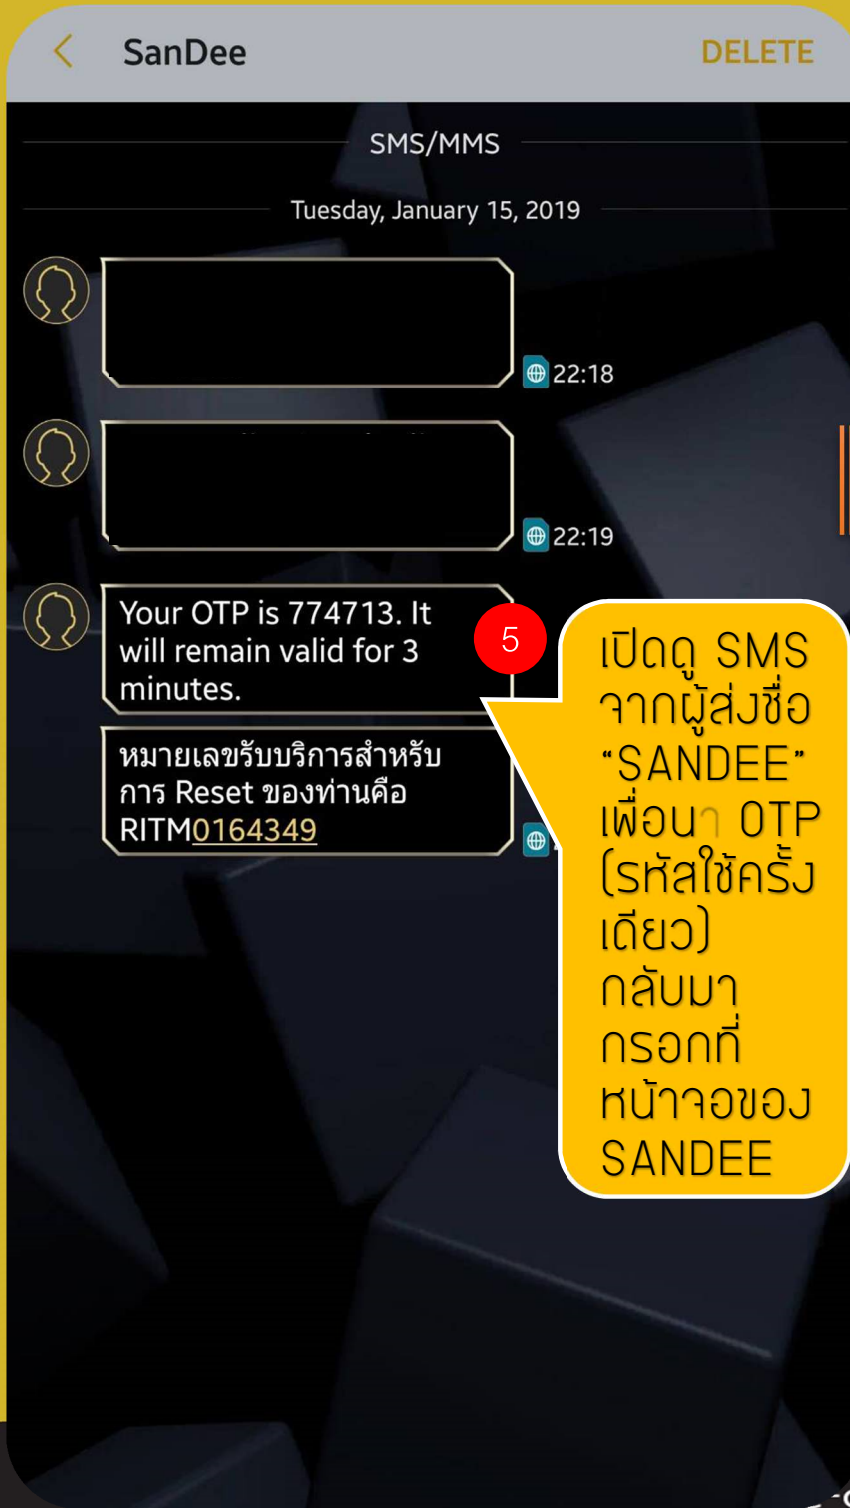 SanDee
DELETE
SMS/MMS
Tuesday, January 15, 2019
22:18
22:19
Your OTP is 774713. It
will remain valid for 3
minutes.
หมายเลขรับบริการสำหรับ
การ Reset ของท่านคือ
RITM0164349
5
เปิดดู SMS
จากผู้ส่งชื่อ
“SANDEE”
เพื่อนำ OTP
(รหัสใช้ครั้ง
เดียว)
กลับมา
กรอกที่
หน้าจอของ
SANDEE